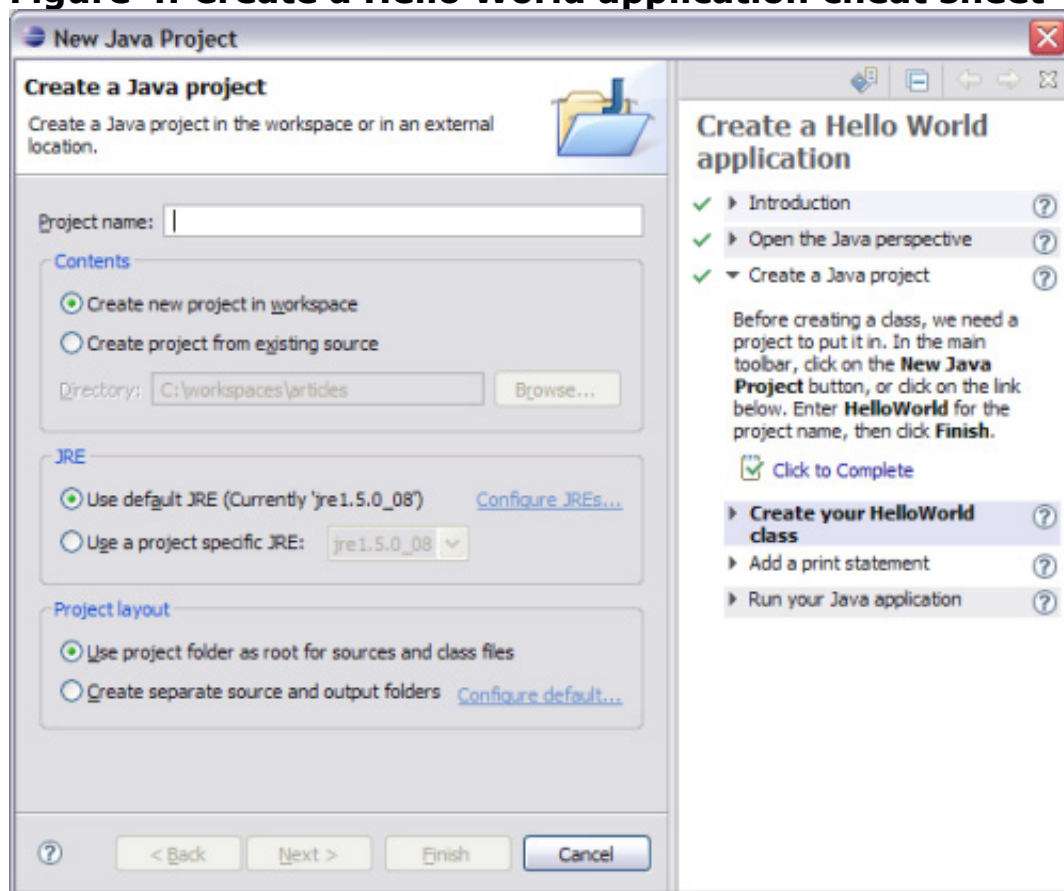 Figure 4. Create a Hello World application cheat sheet
New Java Project
Create a Java project
Create a Java project in the workspace or in an external
location.
Project name:
Contents
Create new project in workspace
Create project from existing source
Directory: C:\workspaces\articles Browse...
JRE
Use default JRE (Currently 'jre1.5.0_08') Configure JREs...
Use a project specific JRE: jre1.5.0_08
Project layout
Use project folder as root for sources and class files
Create separate source and output folders Configure default...
< Back Next > Finish Cancel
Create a Hello World
application
Introduction
Open the Java perspective
Create a Java project
Before creating a class, we need a
project to put it in. In the main
toolbar, click on the New Java
Project button, or click on the link
below. Enter HelloWorld for the
project name, then click Finish.
Click to Complete
Create your HelloWorld
class
Add a print statement
Run your Java application